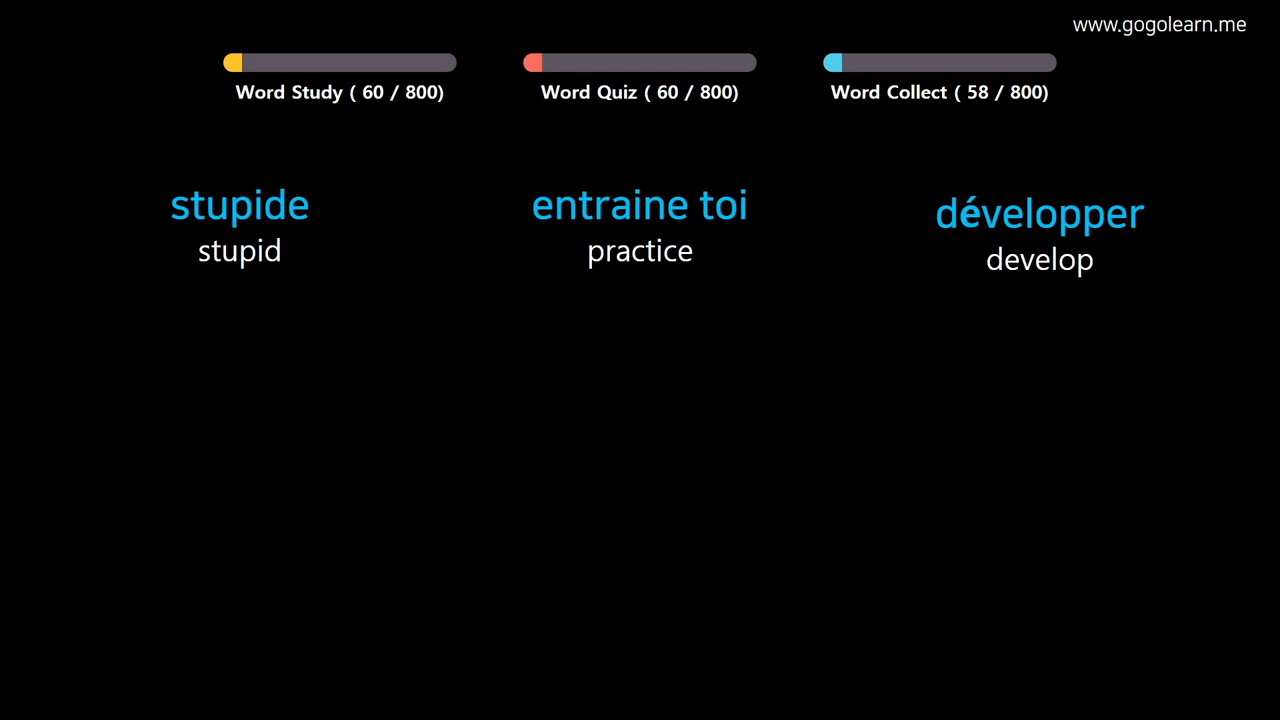 www.gogolearn.me
Word Study ( 60 / 800)
Word Quiz ( 60 / 800)
Word Collect ( 58 / 800)
stupide
stupid
entraine toi
practice
développer
develop